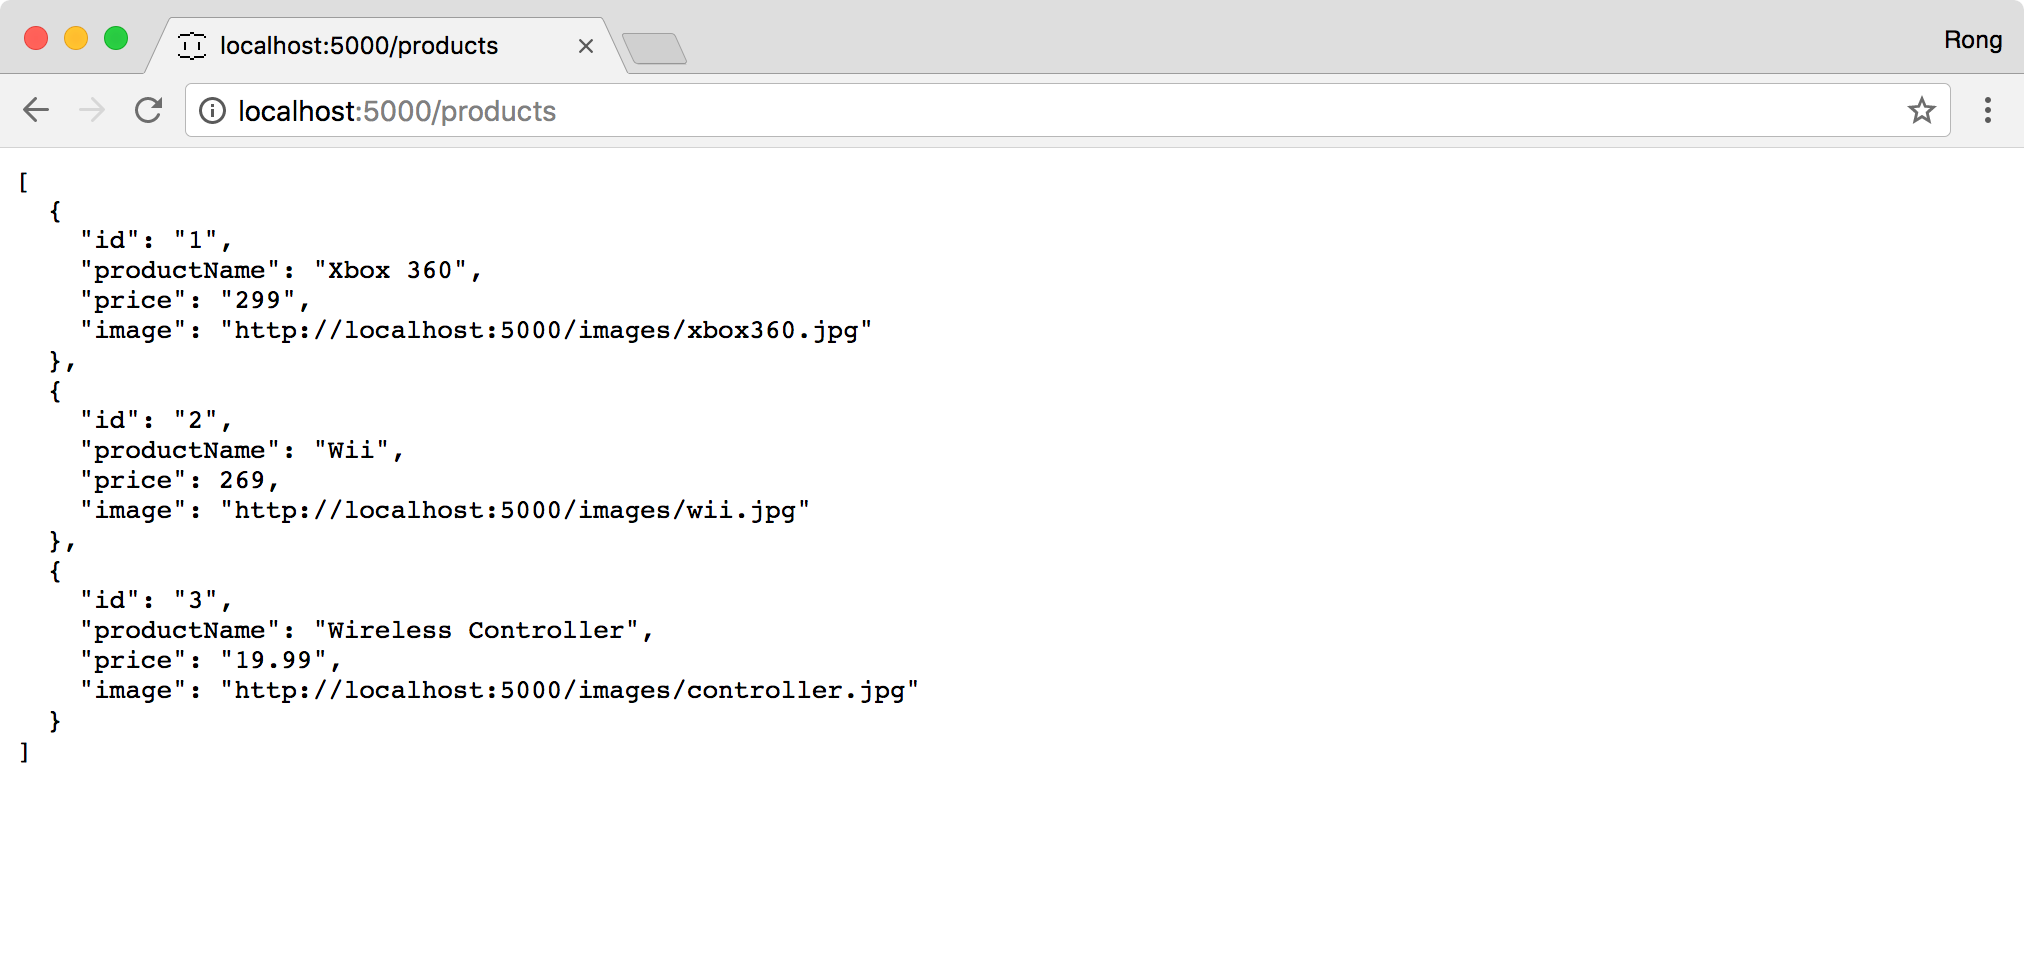 localhost:5000/products
Rong
localhost:5000/products
[
  {
    "id": "1",
    "productName": "Xbox 360",
    "price": "299",
    "image": "http://localhost:5000/images/xbox360.jpg"
  },
  {
    "id": "2",
    "productName": "Wii",
    "price": 269,
    "image": "http://localhost:5000/images/wii.jpg"
  },
  {
    "id": "3",
    "productName": "Wireless Controller",
    "price": "19.99",
    "image": "http://localhost:5000/images/controller.jpg"
  }
]